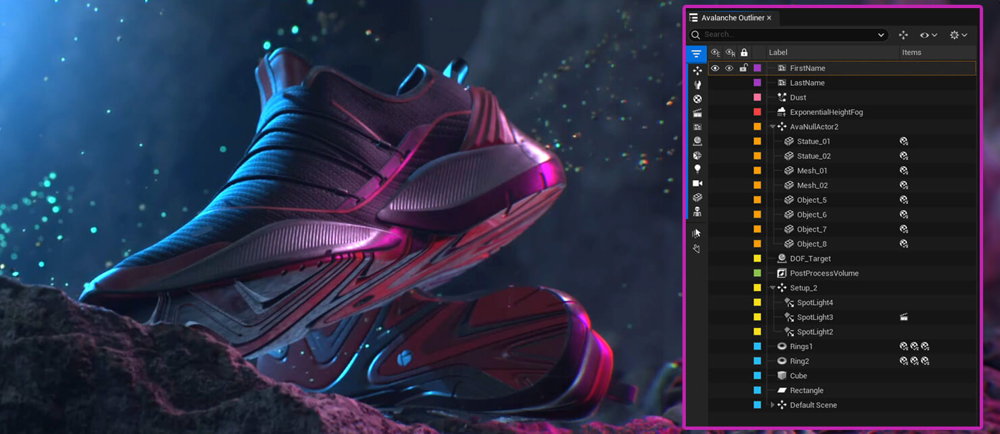 Avalanche Outliner
Search...
Label Items
FirstName
LastName
Dust
ExponentialHeightFog
AvaNullActor2
Statue_01
Statue_02
Mesh_01
Mesh_02
Object_5
Object_6
Object_7
Object_8
DOF_Target
PostProcessVolume
Setup_2
SpotLight4
SpotLight3
SpotLight2
Rings1
Ring2
Cube
Rectangle
Default Scene